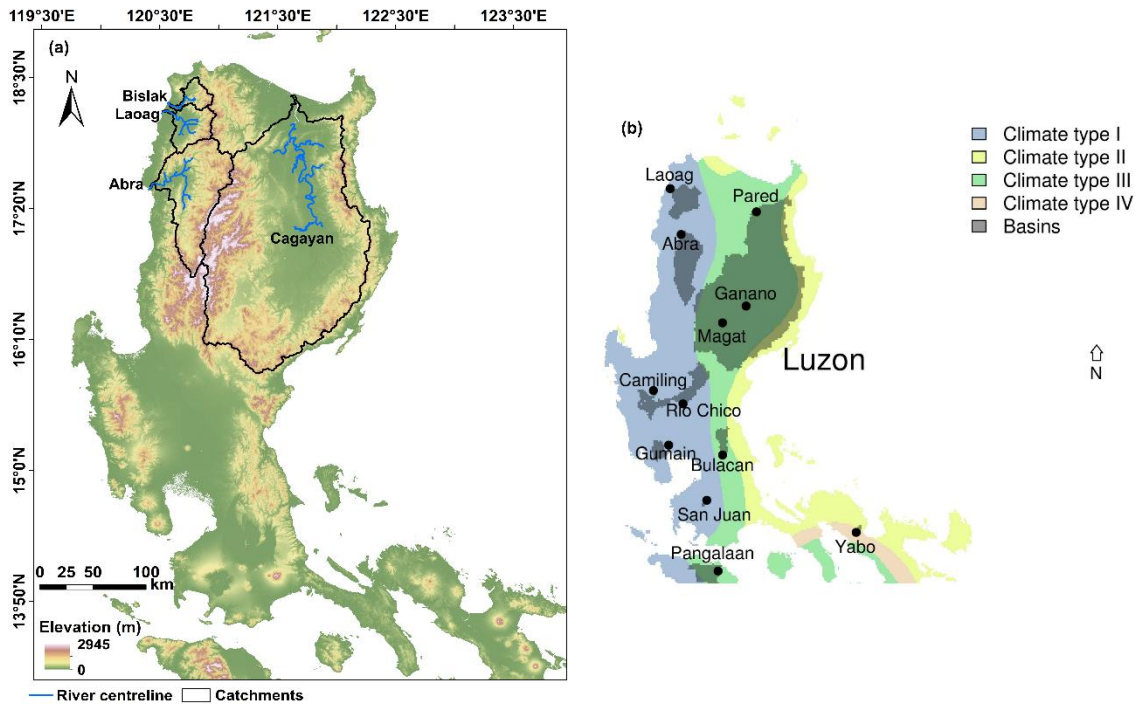 119°30'E 120°30'E 121°30'E 122°30'E 123°30'E
(a)
18°30'N
17°20'N
16°10'N
15°0'N
13°50'N
N
Bislak
Laoag
Abra
Cagayan
0 25 50 100
km
Elevation (m)
2945
0
River centreline
Catchments
(b)
Climate type I
Climate type II
Climate type III
Climate type IV
Basins
Laoag
Pared
Abra
Ganano
Magat
Luzon
N
Camiling
Rio Chico
Gumain
Bulacan
San Juan
Yabo
Pangalaan